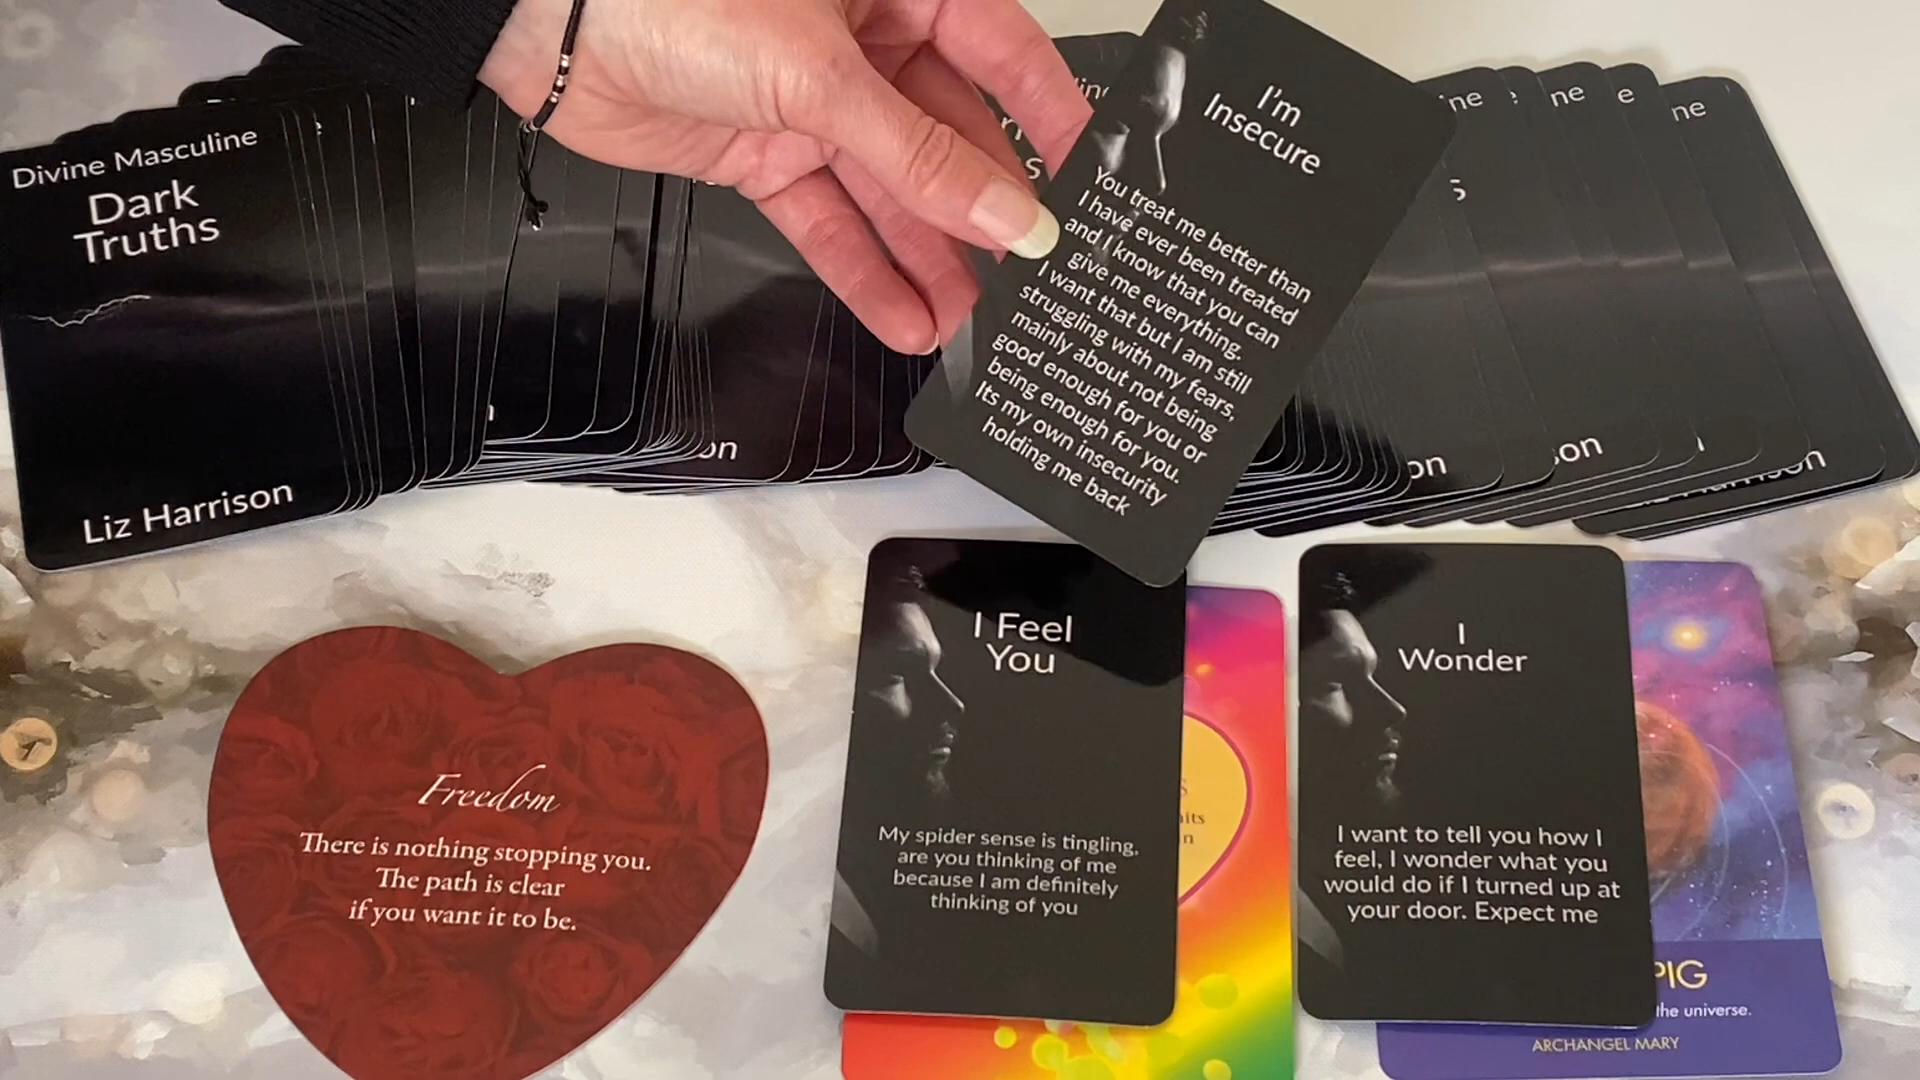 Divine Masculine
Dark
Truths
Liz Harrison
I'm
Insecure
You treat me better than
I have ever been treated
and I know that you can
give me everything.
I want that but I am still
struggling with my fears,
mainly about not being
good enough for you or
being enough for you.
Its my own insecurity
holding me back
Freedom
There is nothing stopping you.
The path is clear
if you want it to be.
I Feel
You
My spider sense is tingling,
are you thinking of me
because I am definitely
thinking of you
I
Wonder
I want to tell you how I
feel, I wonder what you
would do if I turned up at
your door. Expect me
the universe.
ARCHANGEL MARY